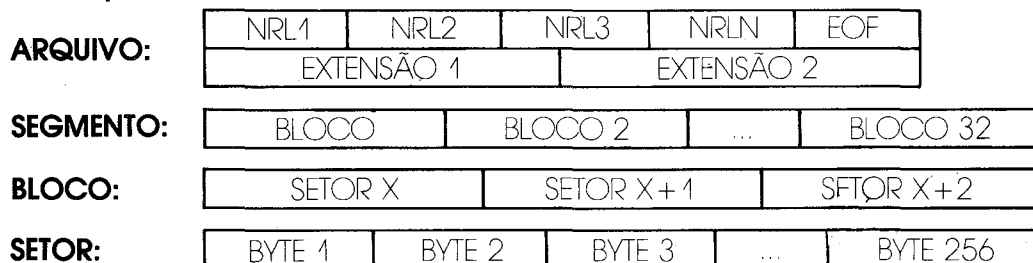 ARQUIVO: NRL1 NRL2 NRL3 NRLN EOF
EXTENSÃO 1 EXTENSÃO 2
SEGMENTO: BLOCO BLOCO 2 ... BLOCO 32
BLOCO: SETOR X SETOR X+1 SETOR X+2
SETOR: BYTE 1 BYTE 2 BYTE 3 ... BYTE 256